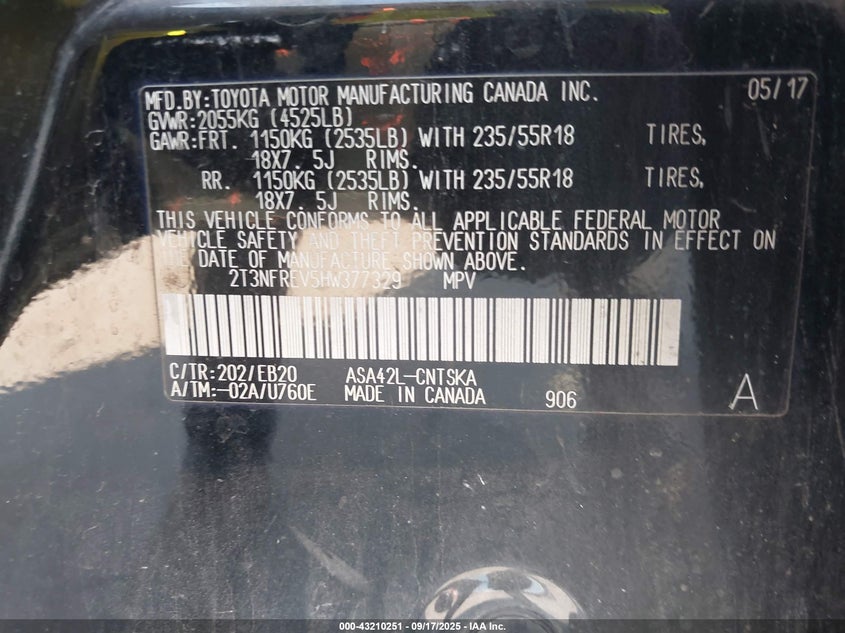 MFD.BY:TOYOTA MOTOR MANUFACTURING CANADA INC. 05/17
GVWR:2055KG (4525LB)
GAWR:FRT. 1150KG (2535LB) WITH 235/55R18 TIRES,
18X7. 5J RIMS.
RR. 1150KG (2535LB) WITH 235/55R18 TIRES,
18X7. 5J RIMS.
THIS VEHICLE CONFORMS TO ALL APPLICABLE FEDERAL MOTOR
VEHICLE SAFETY AND THEFT PREVENTION STANDARDS IN EFFECT ON
THE DATE OF MANUFACTURE SHOWN ABOVE.
2T3NFREV5HW377329 MPV
C/TR:202/EB20 ASA42L-CNTSKA
A/TM:-02A/U760E MADE IN CANADA 906 A
000-43210251 - 09/17/2025 - IAA Inc.